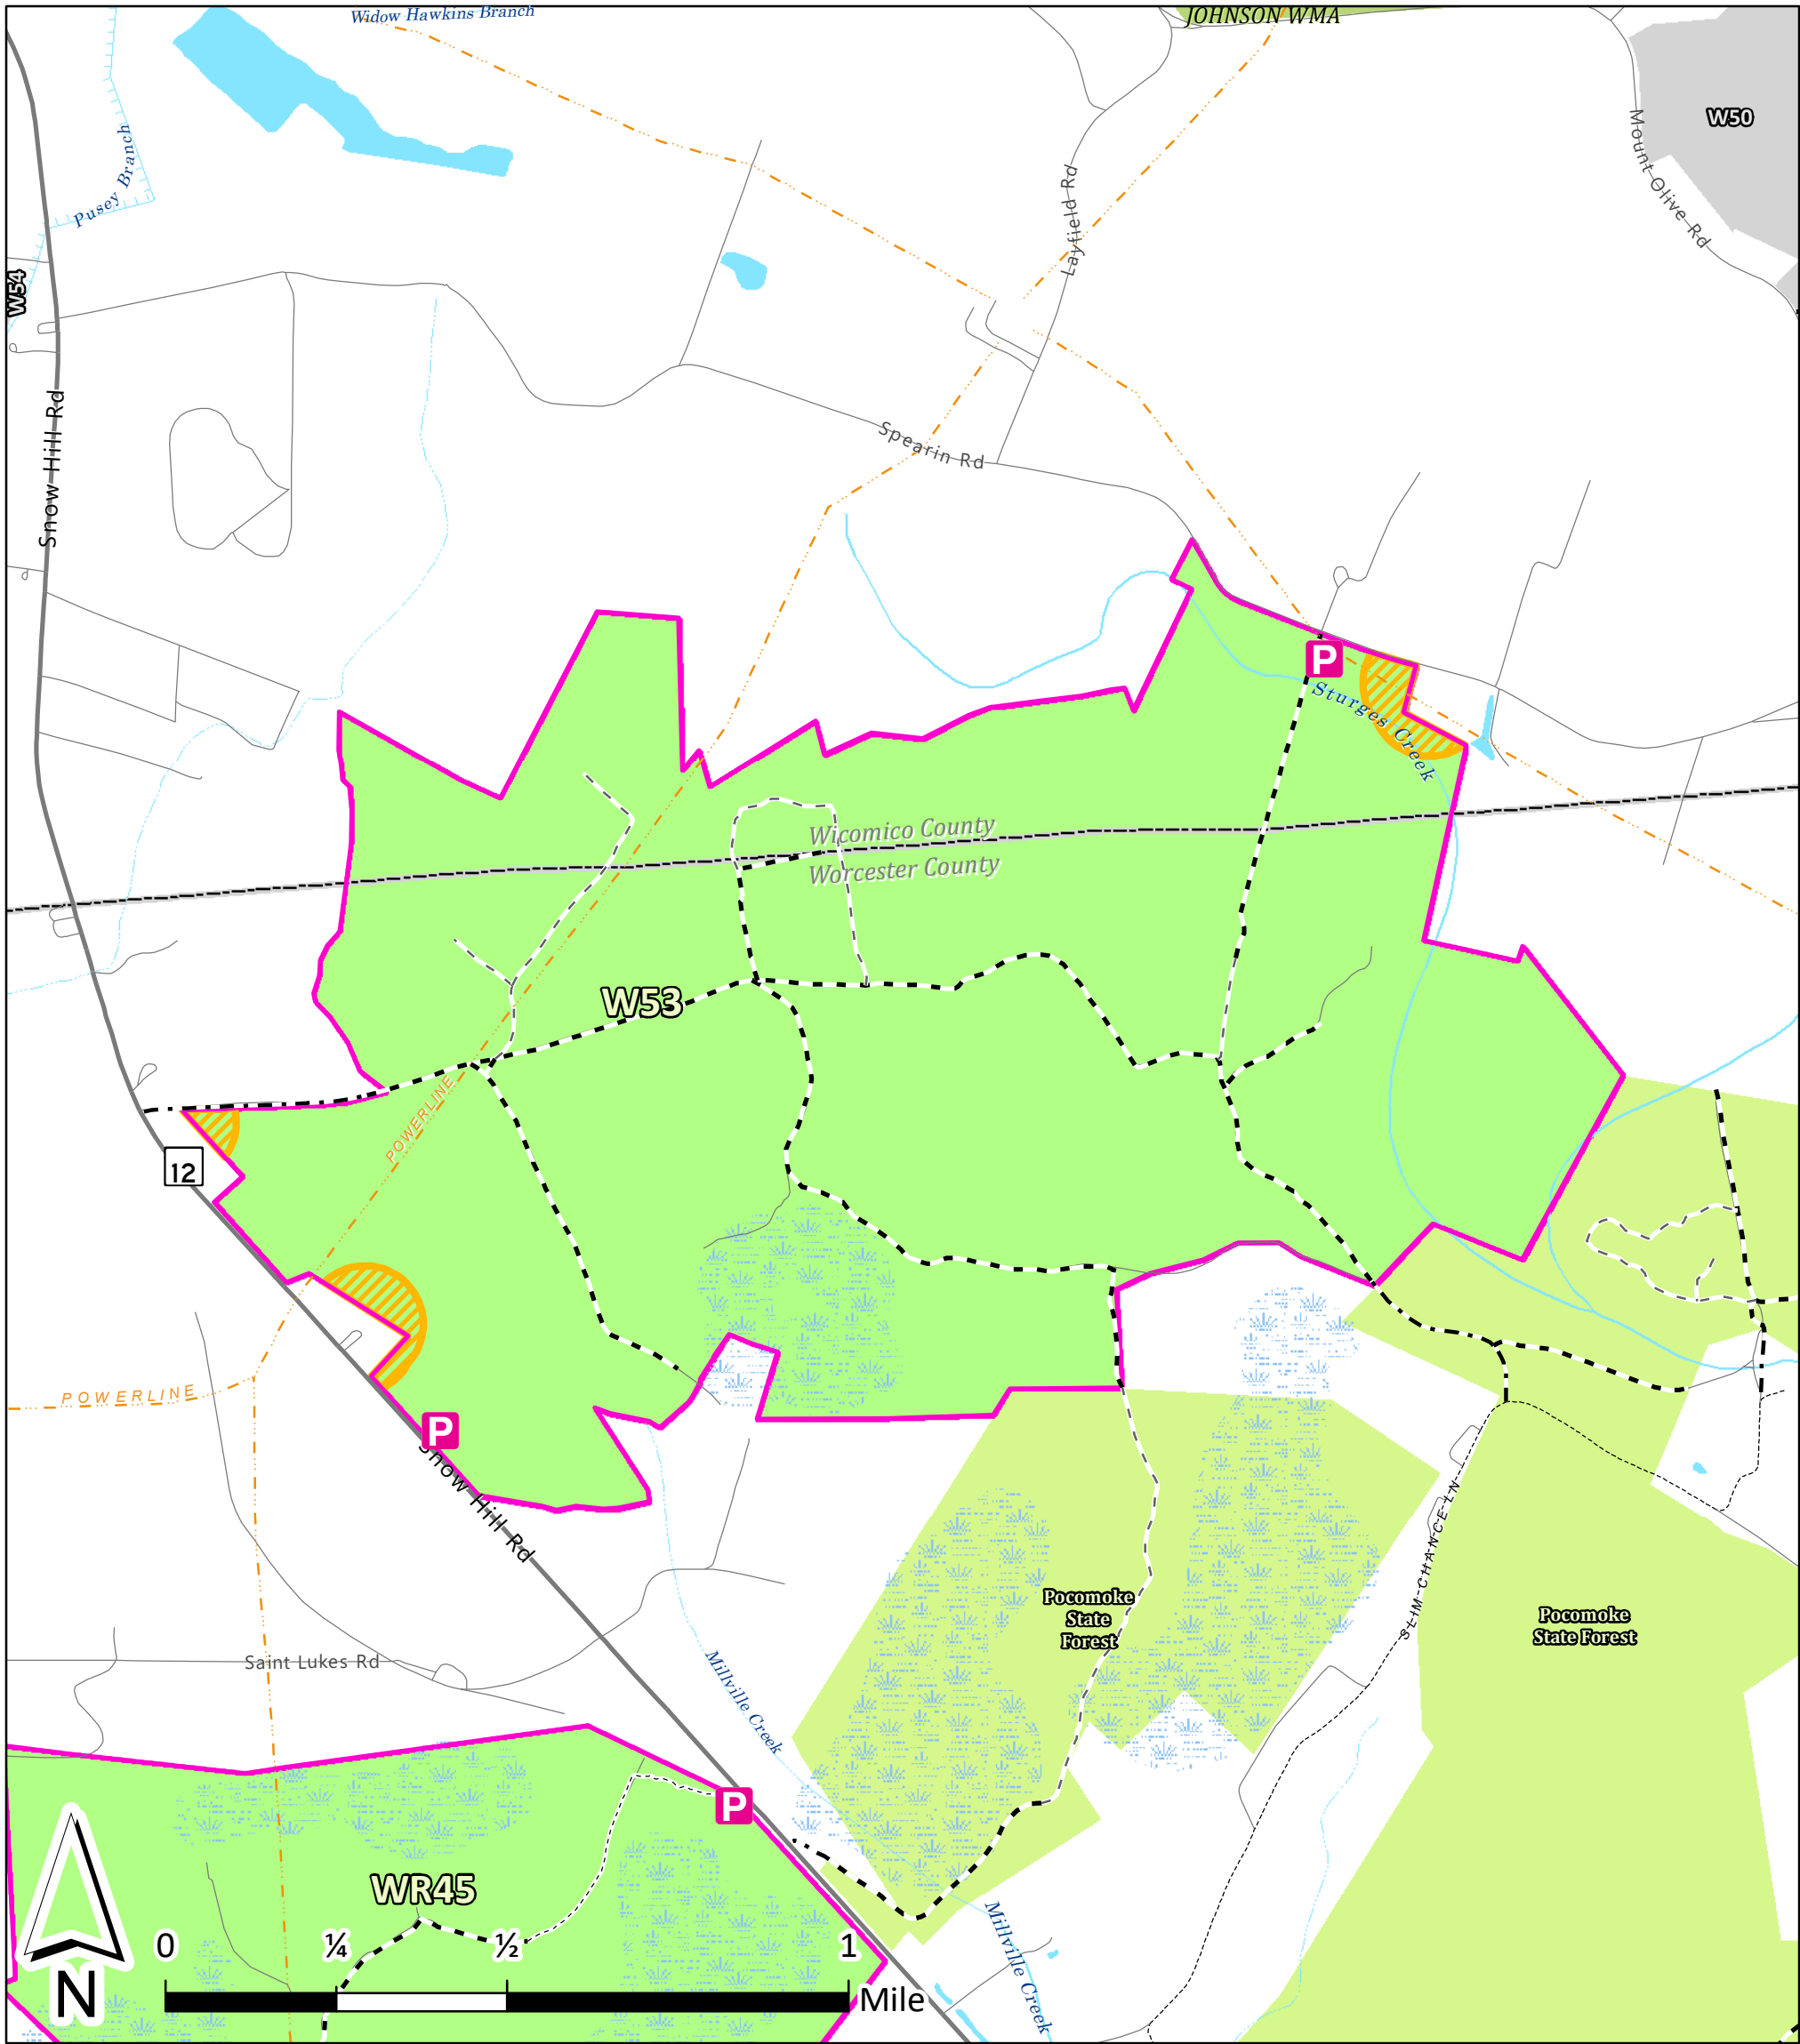 Widow Hawkins Branch
JOHNSON WMA
W50
Mount Olive Rd
Pusey Branch
Layfield Rd
W54
Snow Hill Rd
Spearin Rd
P
Sturges Creek
Wicomico County
Worcester County
W53
POWERLINE
12
POWERLINE
P
Snow Hill Rd
SLIM CHANCE LN
Pocomoke
State
Forest
Pocomoke
State Forest
Saint Lukes Rd
Millville Creek
P
WR45
Millville Creek
0 ¼ ½ 1
Mile
N